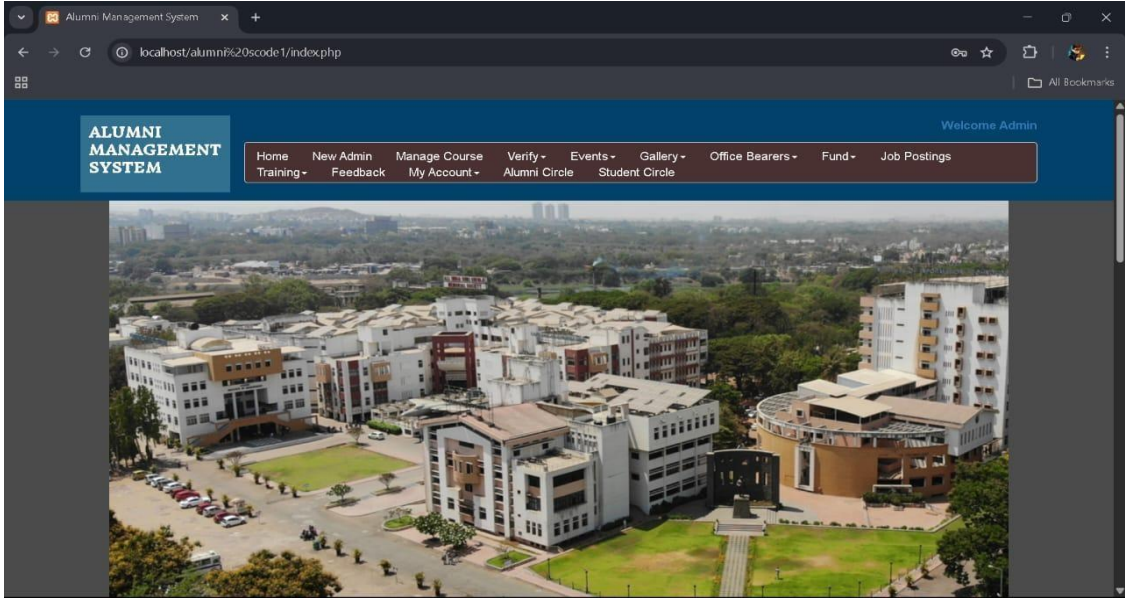 Alumni Management System
localhost/alumni%20scode1/index.php
All Bookmarks
Welcome Admin
ALUMNI
MANAGEMENT
SYSTEM
Home New Admin Manage Course Verify Events Gallery Office Bearers Fund Job Postings
Training Feedback My Account Alumni Circle Student Circle